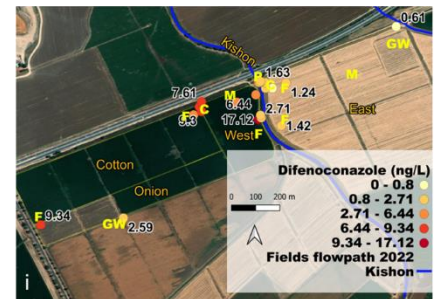 0.61
GW
Kishon
1.63
F
1.24
M
7.61
M
C
6.44
F
9.3
17.12
West
2.71
F
1.42
East
Cotton
Onion
F 9.34
GW
2.59
Difenoconazole (ng/L)
0 - 0.8
0.8 - 2.71
2.71 - 6.44
6.44 - 9.34
9.34 - 17.12
Fields flowpath 2022
Kishon
0 100 200 m
i